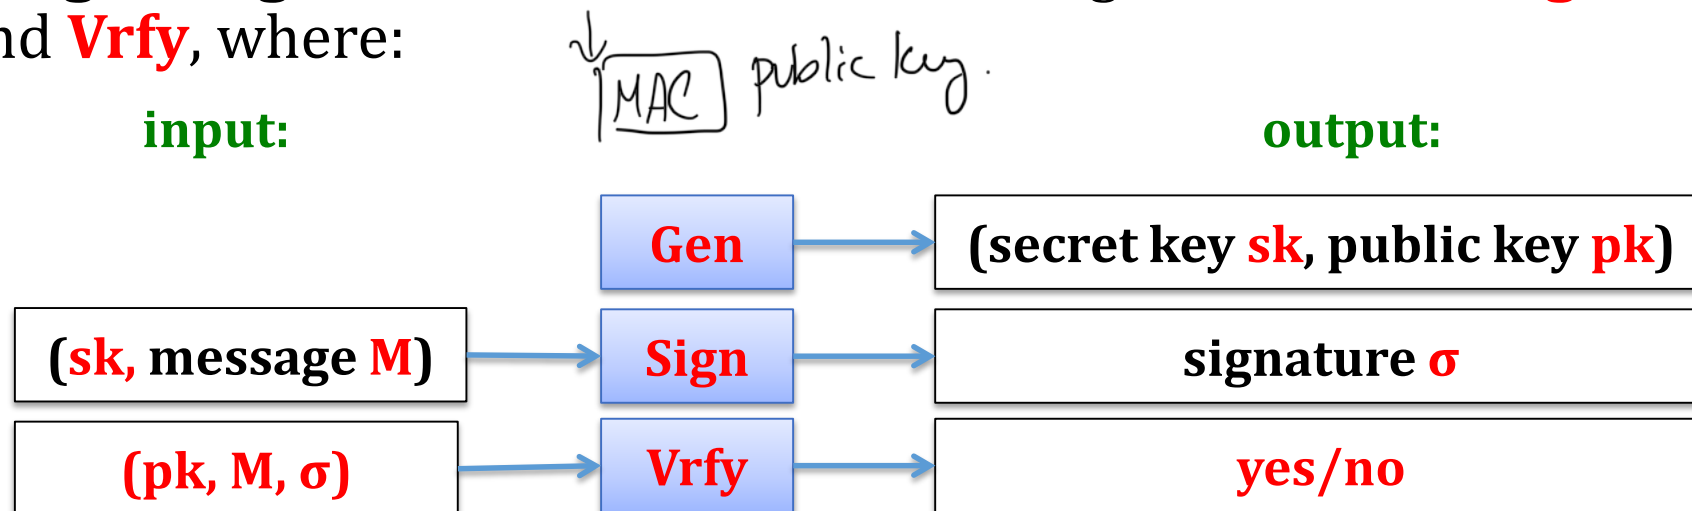 nd Vrfy, where:
MAC public key.
input:
output:
Gen
(secret key sk, public key pk)
(sk, message M)
Sign
signature σ
(pk, M, σ)
Vrfy
yes/no